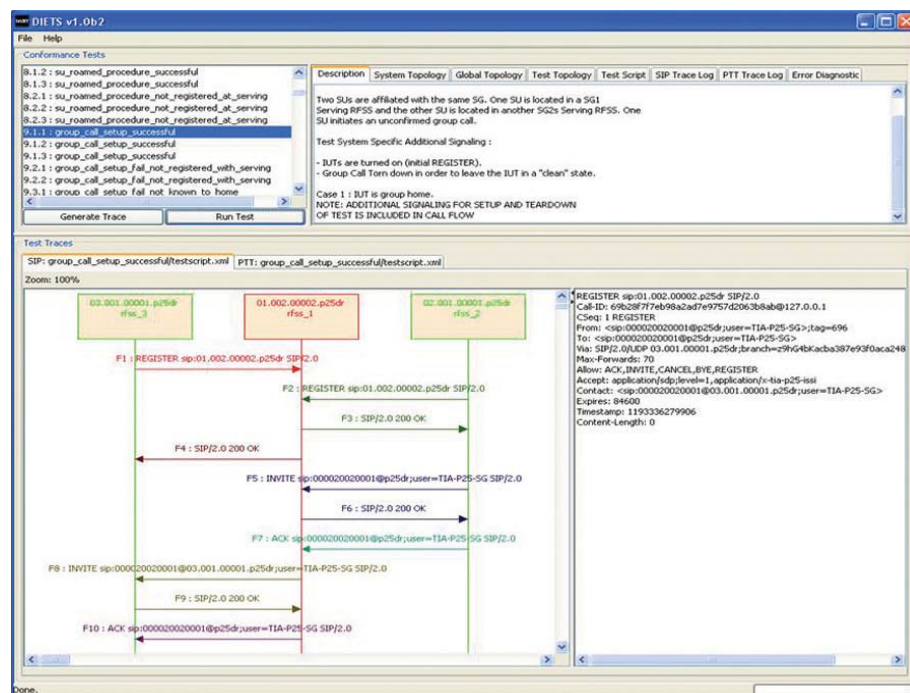 DIETS v1.0b2
File Help
Conformance Tests
8.1.2 : su_roamed_procedure_successful
8.1.3 : su_roamed_procedure_successful
8.2.1 : su_roamed_procedure_not_registered_at_serving
8.2.2 : su_roamed_procedure_not_registered_at_serving
8.2.3 : su_roamed_procedure_not_registered_at_serving
9.1.1 : group_call_setup_successful
9.1.2 : group_call_setup_successful
9.1.3 : group_call_setup_successful
9.2.1 : group_call_setup_fail_not_registered_with_serving
9.2.2 : group_call_setup_fail_not_registered_with_serving
9.3.1 : group_call_setup_fail_not_known_to_home
Generate Trace Run Test
Description System Topology Global Topology Test Topology Test Script SIP Trace Log PTT Trace Log Error Diagnostic
Two SUs are affiliated with the same SG. One SU is located in a SG1
Serving RFSS and the other SU is located in another SG2s Serving RFSS. One
SU initiates an unconfirmed group call.
Test System Specific Additional Signaling :
- IUTs are turned on (initial REGISTER).
- Group Call Torn down in order to leave the IUT in a "clean" state.
Case 1 : IUT is group home.
NOTE: ADDITIONAL SIGNALING FOR SETUP AND TEARDOWN
OF TEST IS INCLUDED IN CALL FLOW
Test Traces
SIP: group_call_setup_successful/testscript.xml PTT: group_call_setup_successful/testscript.xml
Zoom: 100%
03.001.00001.p25dr
rfss_3
01.002.00002.p25dr
rfss_1
02.001.00001.p25dr
rfss_2
F1 : REGISTER sip:01.002.00002.p25dr SIP/2.0
F2 : REGISTER sip:01.002.00002.p25dr SIP/2.0
F3 : SIP/2.0 200 OK
F4 : SIP/2.0 200 OK
F5 : INVITE sip:000020020001@p25dr;user=TIA-P25-SG SIP/2.0
F6 : SIP/2.0 200 OK
F7 : ACK sip:000020020001@p25dr;user=TIA-P25-SG SIP/2.0
F8 : INVITE sip:000020020001@03.001.00001.p25dr;user=TIA-P25-SG SIP/2.0
F9 : SIP/2.0 200 OK
F10 : ACK sip:000020020001@p25dr;user=TIA-P25-SG SIP/2.0
REGISTER sip:01.002.00002.p25dr SIP/2.0
Call-ID: 69b28f7f7eb98a2ad7e9757d2063b8ab@127.0.0.1
CSeq: 1 REGISTER
From: <sip:000020020001@p25dr;user=TIA-P25-SG>;tag=696
To: <sip:000020020001@p25dr;user=TIA-P25-SG>
Via: SIP/2.0/UDP 03.001.00001.p25dr;branch=z9hG4bKacba387e93f0aca248
Max-Forwards: 70
Allow: ACK,INVITE,CANCEL,BYE,REGISTER
Accept: application/sdp;level=1,application/x-tia-p25-issi
Contact: <sip:000020020001@03.001.00001.p25dr;user=TIA-P25-SG>
Expires: 84600
Timestamp: 1193336279906
Content-Length: 0
Done.